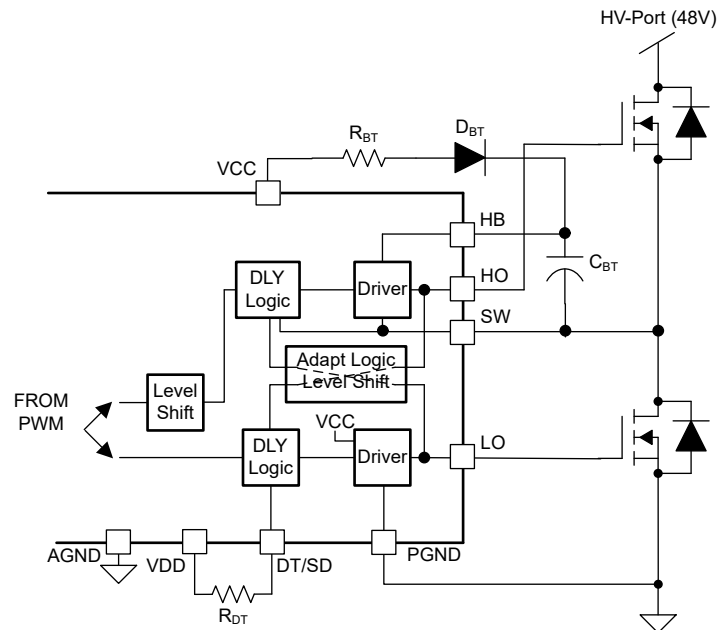 HV-Port (48V)
D_BT
R_BT
VCC
HB
DLY
Logic
Driver
HO
C_BT
SW
Adapt Logic
Level Shift
FROM
PWM
Level
Shift
VCC
DLY
Logic
Driver
LO
AGND
VDD
DT/SD
PGND
R_DT